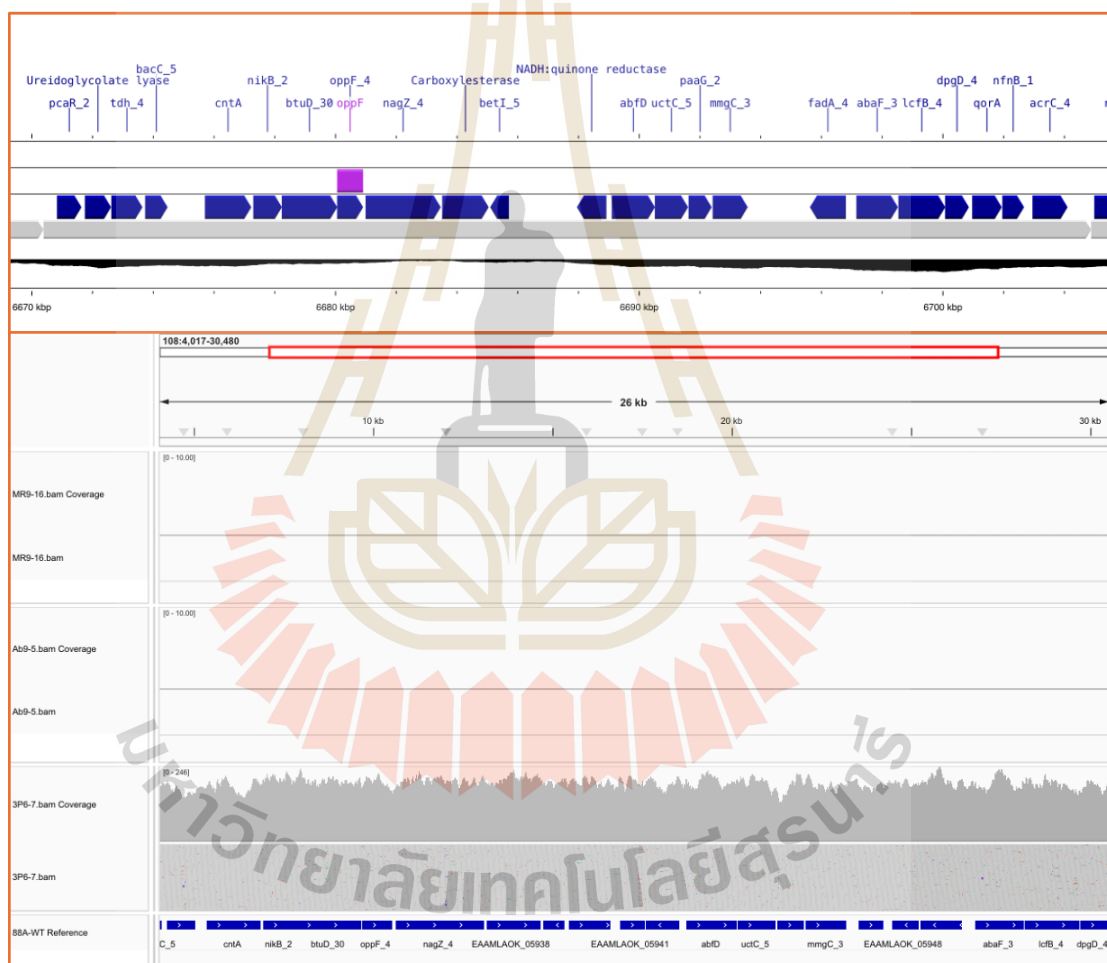 bacC_5 NADH:quinone reductase
Ureidoglycolate lyase nikB_2 oppF_4 Carboxylesterase paaG_2 dpgD_4 nfnB_1
pcaR_2 tdh_4 cntA btuD_30 oppF nagZ_4 betI_5 abfD uctC_5 mmgC_3 fadA_4 abaF_3 lcfB_4 qorA acrC_4
6670 kbp 6680 kbp 6690 kbp 6700 kbp
108:4,017-30,480
26 kb
10 kb 20 kb 30 kb
[0 - 10.00]
MR9-16.bam Coverage
MR9-16.bam
[0 - 10.00]
Ab9-5.bam Coverage
Ab9-5.bam
[0 - 246]
3P6-7.bam Coverage
3P6-7.bam
88A-WT Reference
C_5 cntA nikB_2 btuD_30 oppF_4 nagZ_4 EAAMLAOK_05938 EAAMLAOK_05941 abfD uctC_5 mmgC_3 EAAMLAOK_05948 abaF_3 lcfB_4 dpgD_4
มหาวิทยาลัยเทคโนโลยีสุรนารี